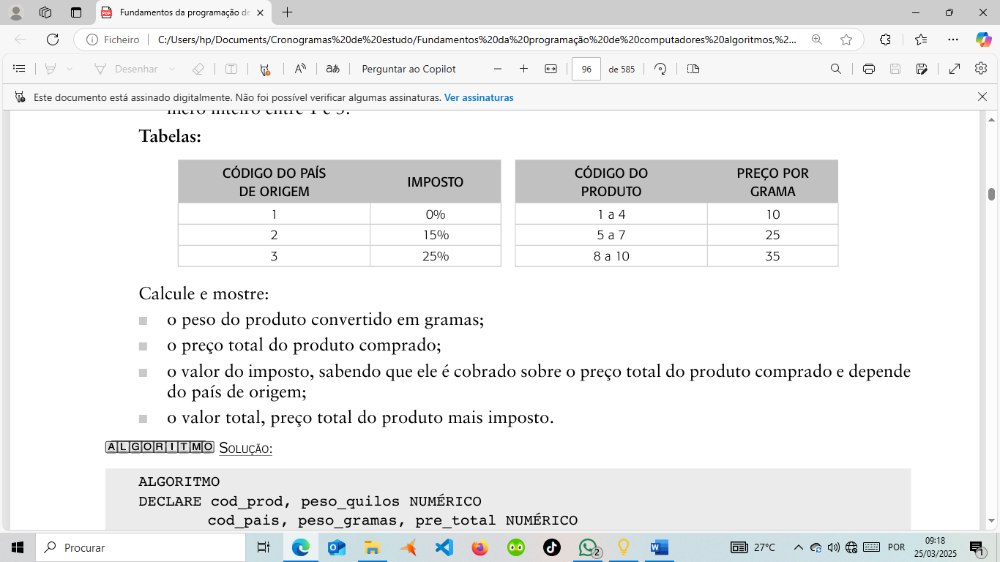 Fundamentos da programação de
Ficheiro
C:/Users/hp/Documents/Cronogramas%20de%20estudo/Fundamentos%20da%20programação%20de%20computadores%20algoritmos,%2...
Desenhar
Perguntar ao Copilot
96
de 585
Este documento está assinado digitalmente. Não foi possível verificar algumas assinaturas. Ver assinaturas
mero inteiro entre 1 e 3.
Tabelas:
CÓDIGO DO PAÍS
DE ORIGEM
IMPOSTO
1
0%
2
15%
3
25%
CÓDIGO DO
PRODUTO
PREÇO POR
GRAMA
1 a 4
10
5 a 7
25
8 a 10
35
Calcule e mostre:
o peso do produto convertido em gramas;
o preço total do produto comprado;
o valor do imposto, sabendo que ele é cobrado sobre o preço total do produto comprado e depende
do país de origem;
o valor total, preço total do produto mais imposto.
ALGORITMO SOLUÇÃO:
ALGORITMO
DECLARE cod_prod, peso_quilos NUMÉRICO
cod_pais, peso_gramas, pre_total NUMÉRICO
Procurar
2
27°C
POR
09:18
25/03/2025
1